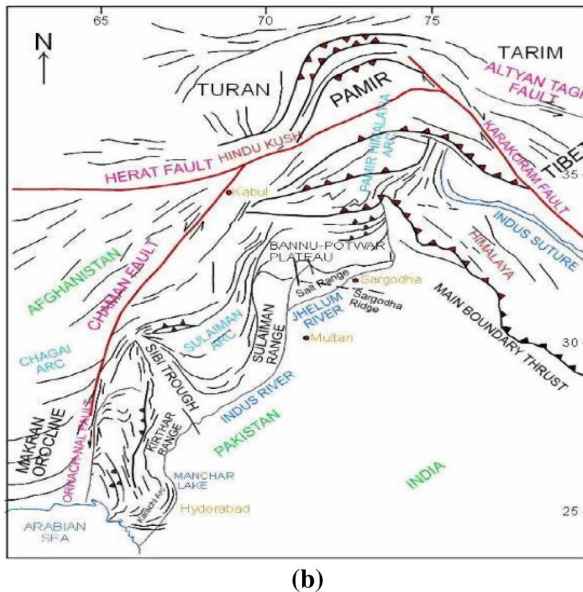 65
70
75
N
TARIM
TURAN
PAMIR
ALTYAN TAGH
FAULT
HINDU KUSH
HERAT FAULT
PAMIR HIMALAYA
ARC
KARAKORAM FAULT
TIBET
35
Kabul
INDUS SUTURE
BANNU-POTWAR
PLATEAU
HIMALAYA
AFGHANISTAN
CHAMAN FAULT
Salt Range
Sargodha
Sargodha
Ridge
JHELUM
RIVER
MAIN BOUNDARY THRUST
SULAIMAN
ARC
SULAIMAN
RANGE
Multan
30
CHAGAI
ARC
SIBI TROUGH
INDUS RIVER
MAKRAN
OROCLINE
ORNACH-NAL FAULT
KIRTHAR
RANGE
PAKISTAN
INDIA
MANCHAR
LAKE
Karachi Arc
Hyderabad
25
ARABIAN
SEA
(b)